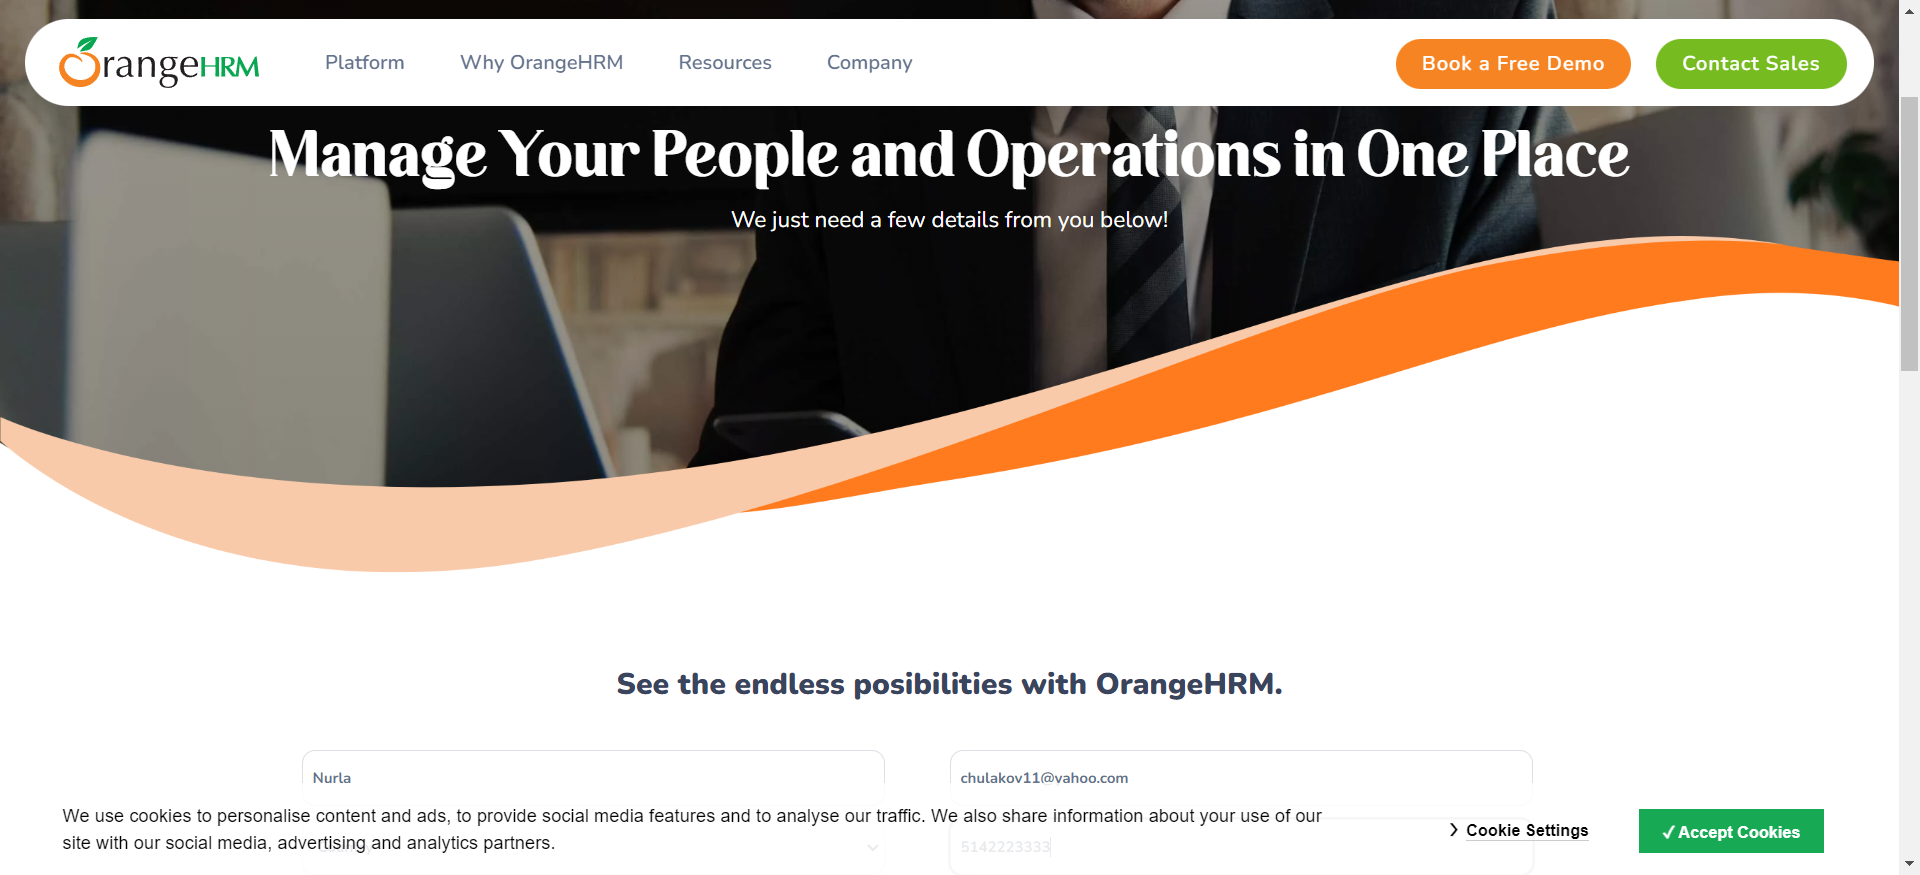 OrangeHRM
Platform
Why OrangeHRM
Resources
Company
Book a Free Demo
Contact Sales
Manage Your People and Operations in One Place
We just need a few details from you below!
See the endless posibilities with OrangeHRM.
Nurla
chulakov11@yahoo.com
We use cookies to personalise content and ads, to provide social media features and to analyse our traffic. We also share information about your use of our
site with our social media, advertising and analytics partners.
Cookie Settings
✓ Accept Cookies
5142223333